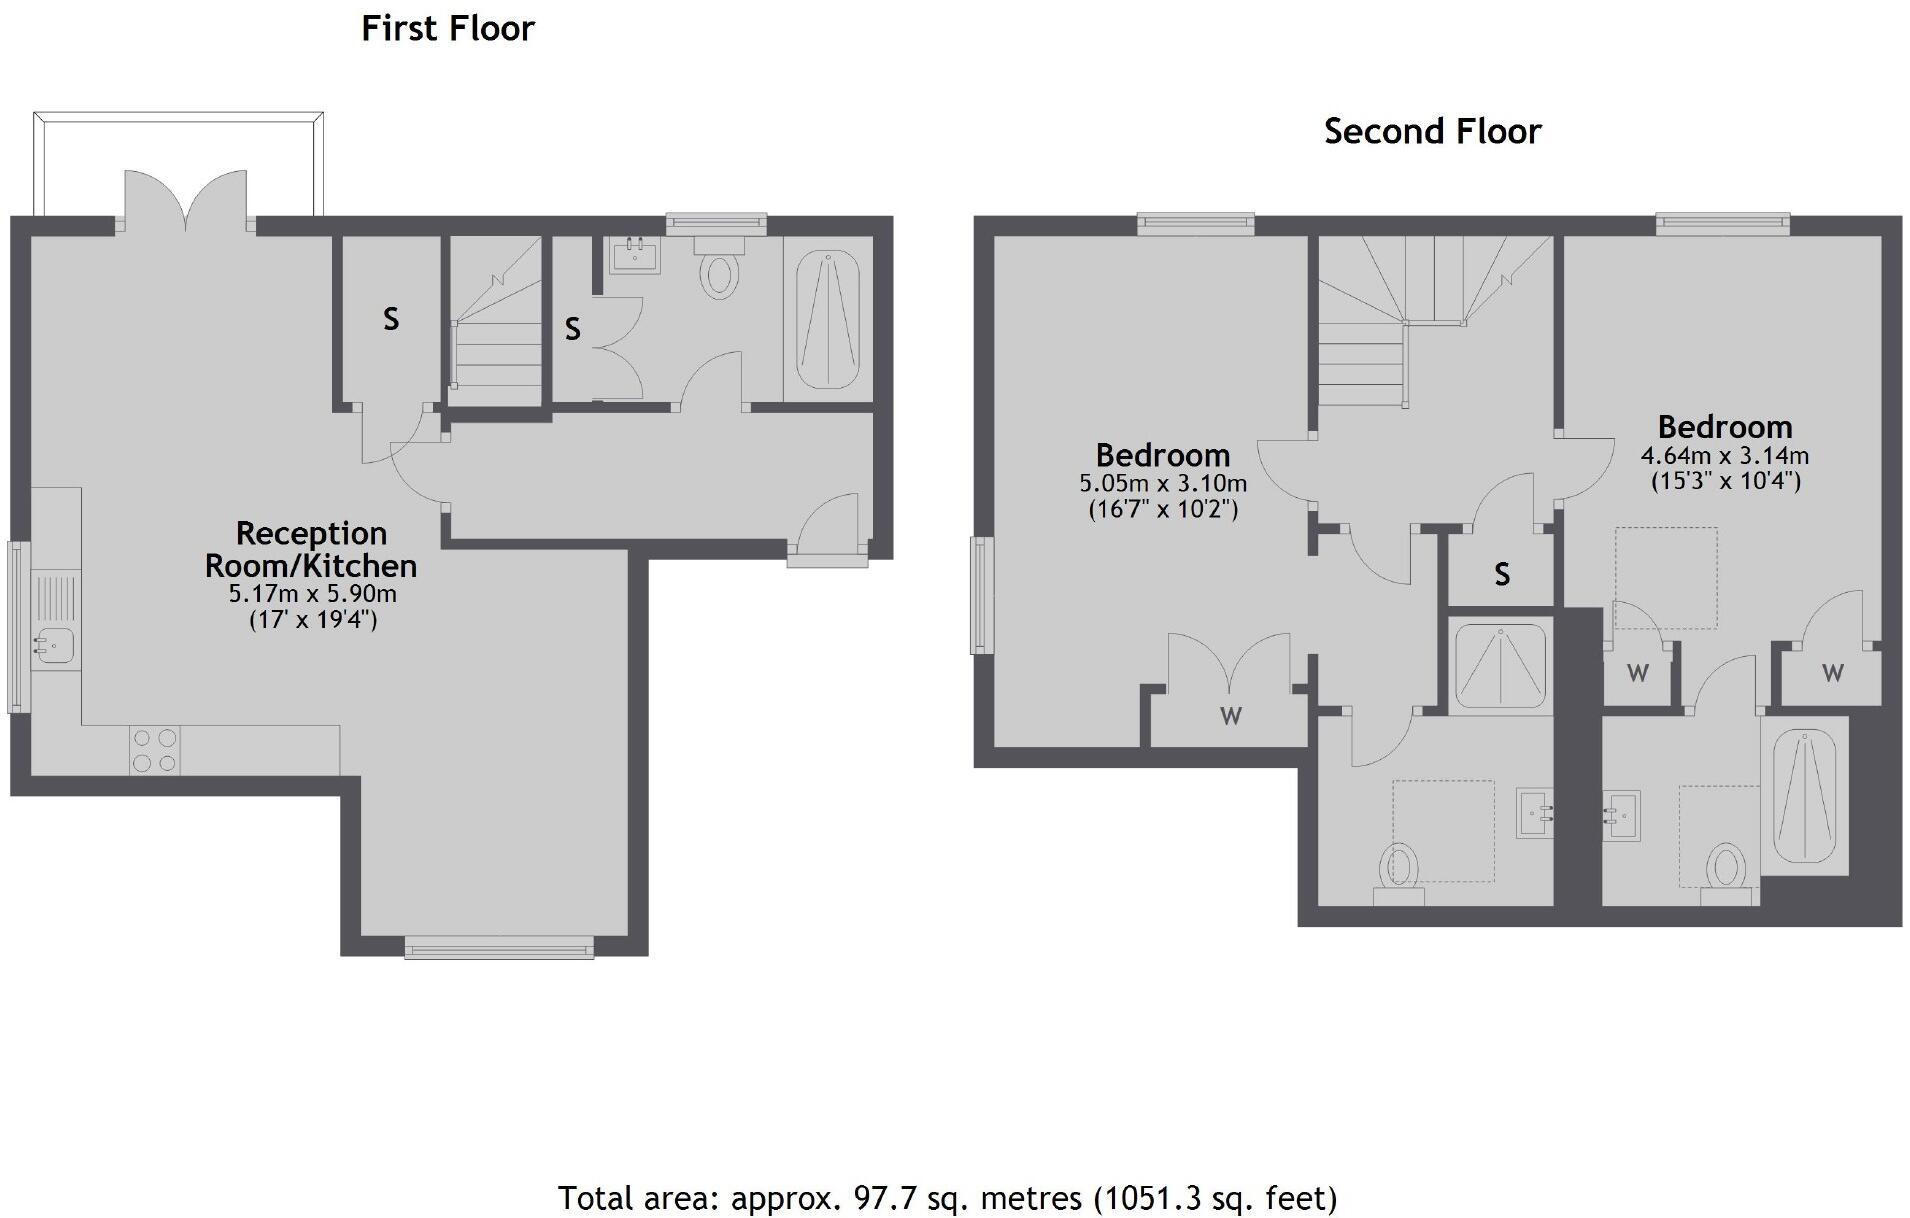 First Floor
Second Floor
S
S
Reception
Room/Kitchen
5.17m x 5.90m
(17' x 19'4")
Bedroom
5.05m x 3.10m
(16'7" x 10'2")
Bedroom
4.64m x 3.14m
(15'3" x 10'4")
S
W
W
W
Total area: approx. 97.7 sq. metres (1051.3 sq. feet)